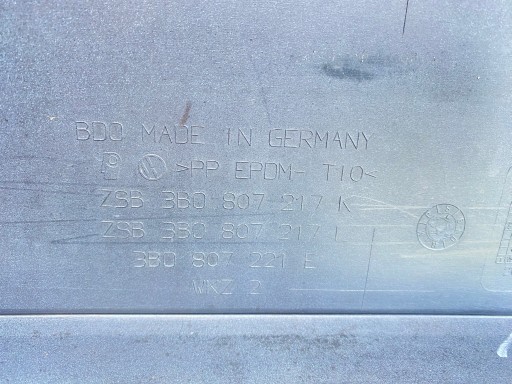 BDO MADE IN GERMANY
>PP EPDM- T10<
ZSB 3B0 807 217 K
ZSB 3B0 807 217 L
3B0 807 221 E
WKZ 2